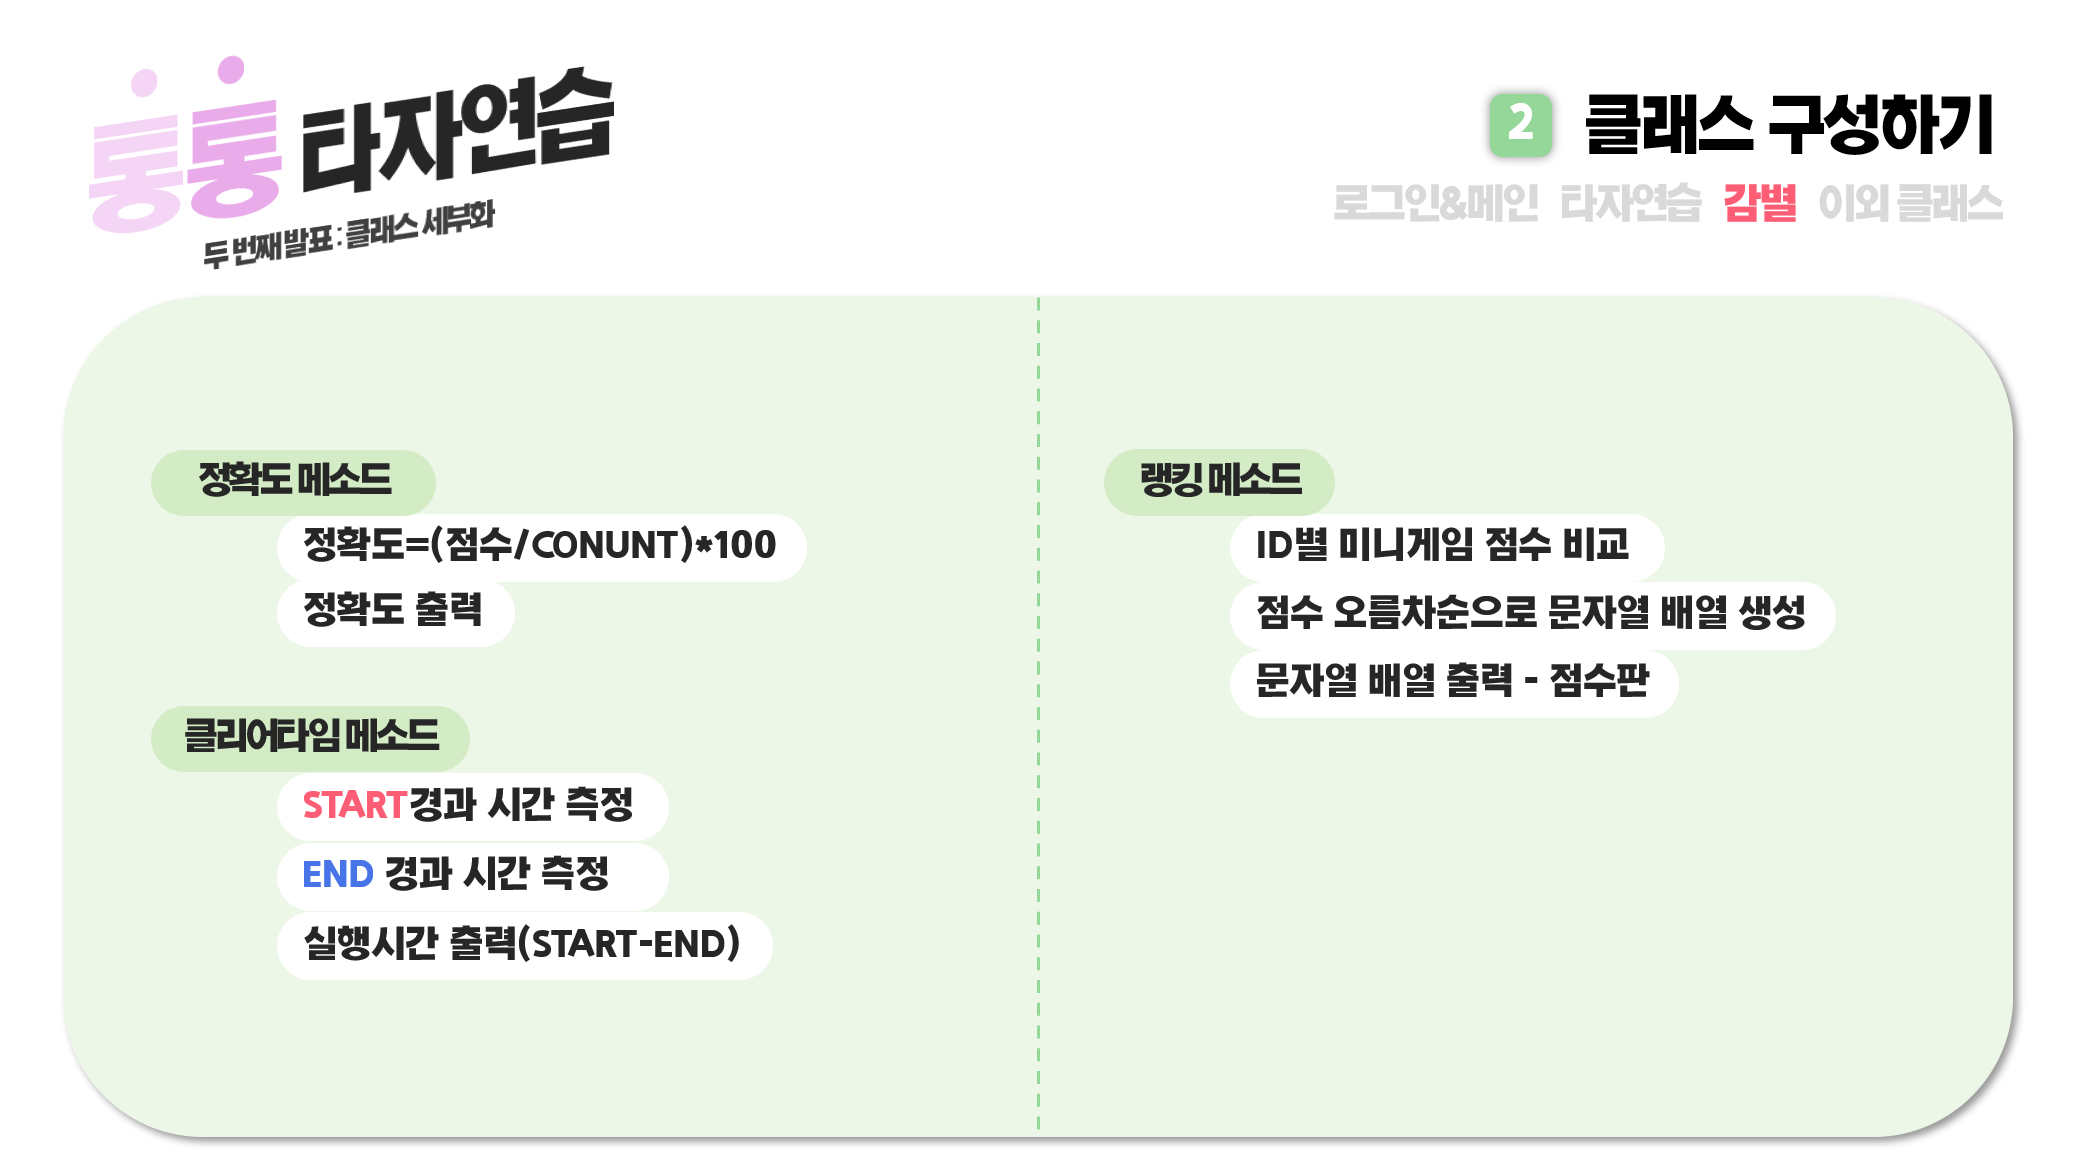 통통 타자연습
두 번째 발표 : 클래스 세부화
2 클래스 구성하기
로그인&메인 타자연습 감별 이외 클래스
정확도 메소드
정확도=(점수/CONUNT)*100
정확도 출력
클리어타임 메소드
START경과 시간 측정
END 경과 시간 측정
실행시간 출력(START-END)
랭킹 메소드
ID별 미니게임 점수 비교
점수 오름차순으로 문자열 배열 생성
문자열 배열 출력 - 점수판